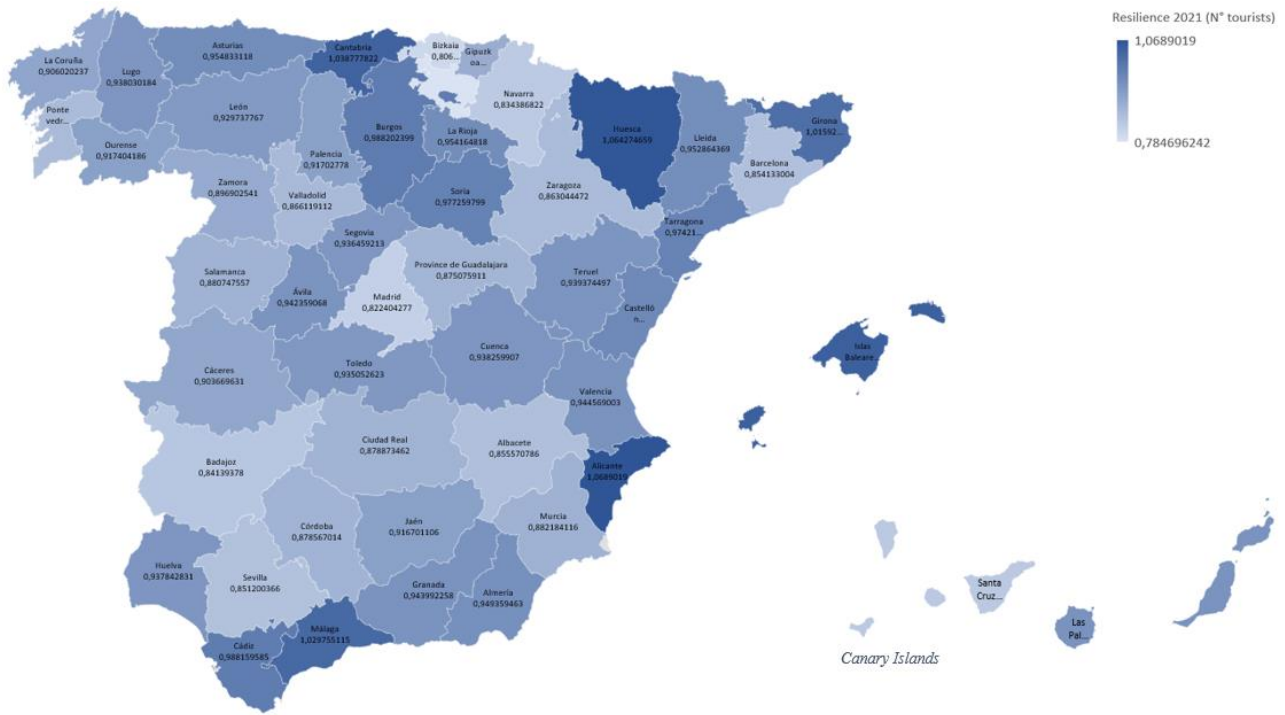 Resilience 2021 (N° tourists)
1,0689019
0,784696242
La Coruña
0,906020237
Lugo
0,938030184
Asturias
0,954833118
Cantabria
1,038777822
Bizkaia
0,806...
Gipuzk
oa...
Navarra
0,834386822
Ponte
vedr...
Ourense
0,917404186
León
0,929737767
Palencia
0,91702778
Burgos
0,988202399
La Rioja
0,954164818
Huesca
1,064274659
Lleida
0,952864369
Girona
1,01592...
Barcelona
0,854133004
Zamora
0,896902541
Valladolid
0,866119112
Soria
0,977259799
Zaragoza
0,863044472
Tarragona
0,97421...
Segovia
0,936459213
Salamanca
0,880747557
Ávila
0,942359068
Madrid
0,822404277
Province de Guadalajara
0,875075911
Teruel
0,939374497
Castelló
n...
Cáceres
0,903669631
Toledo
0,935052623
Cuenca
0,938259907
Valencia
0,944569003
Islas
Baleare...
Badajoz
0,84139378
Ciudad Real
0,878873462
Albacete
0,855570786
Alicante
1,0689019
Córdoba
0,878567014
Jaén
0,916701106
Murcia
0,882184116
Huelva
0,937842831
Sevilla
0,851200366
Granada
0,943992258
Almería
0,949359463
Málaga
1,029755115
Cádiz
0,988159585
Santa
Cruz...
Las
Pal...
Canary Islands